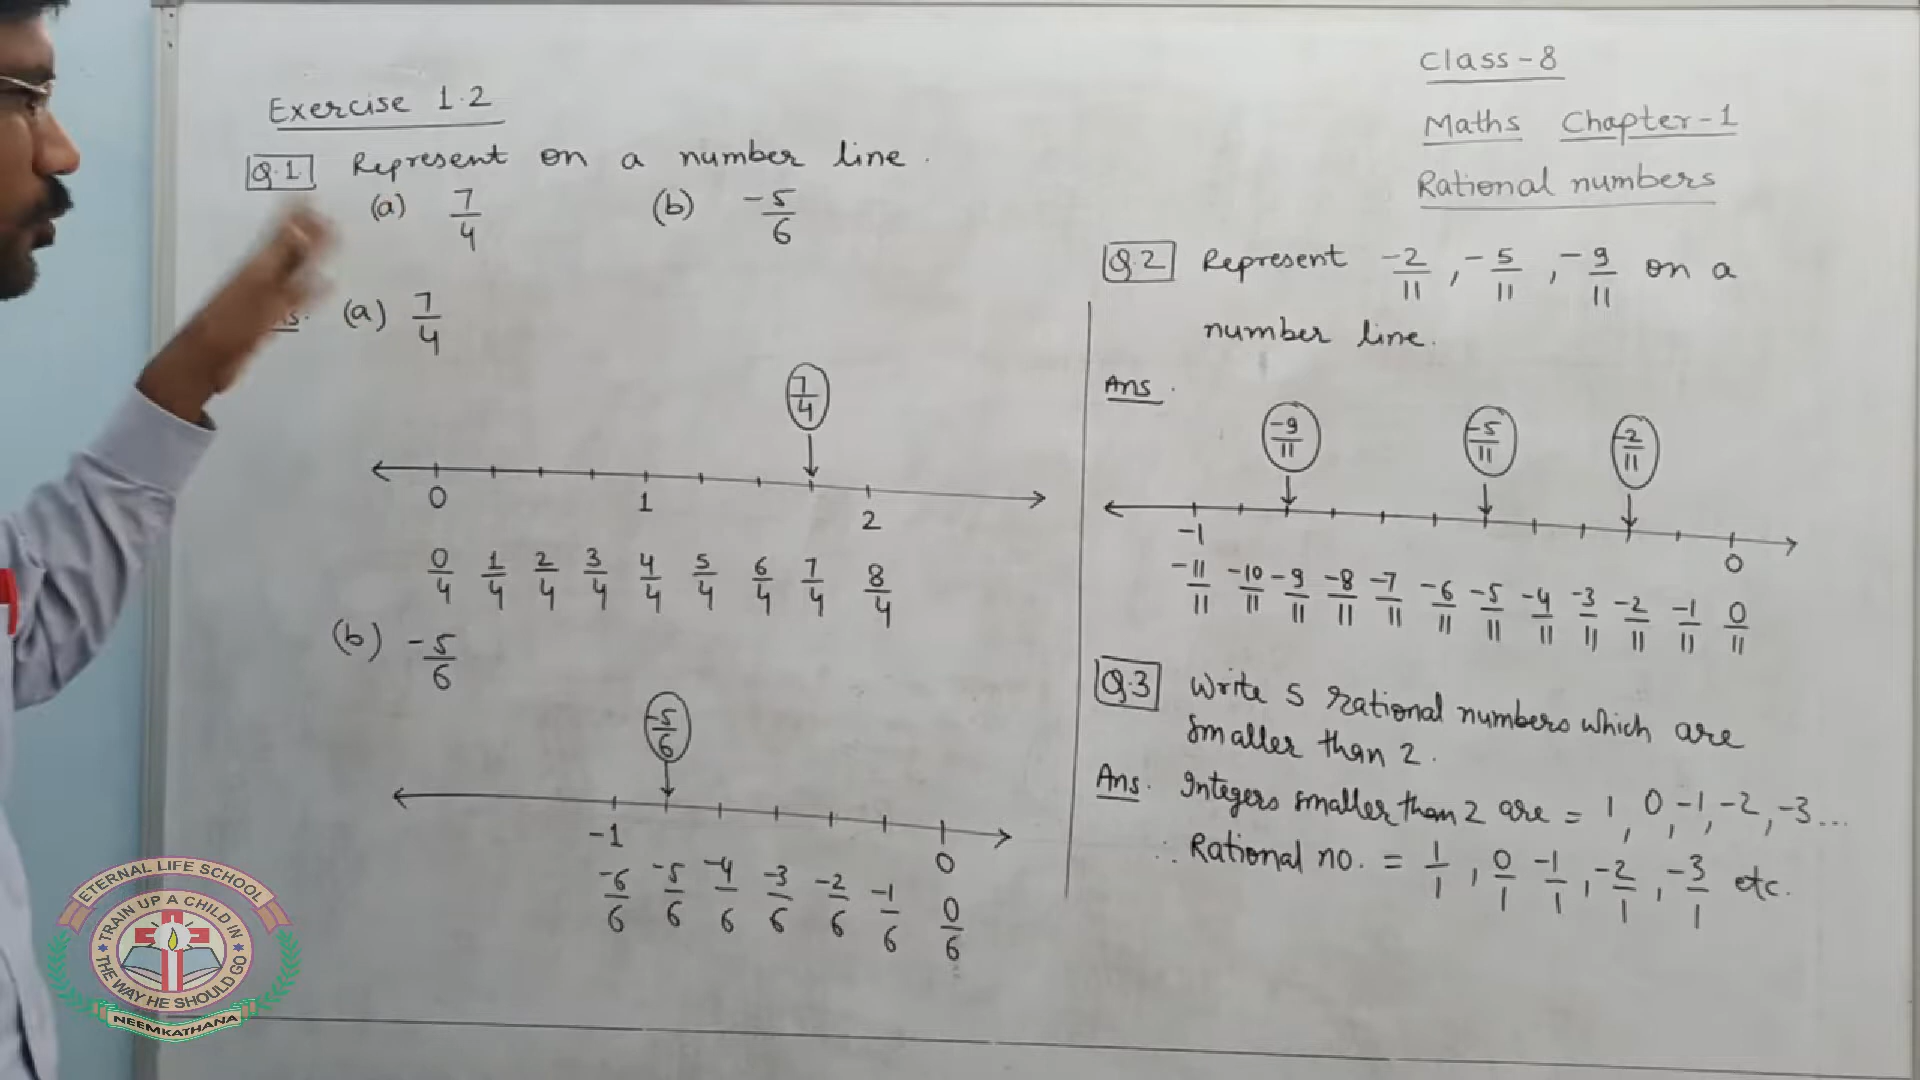 Exercise 1.2
Q.1. Represent on a number line.
(a) 7/4 (b) -5/6
(a) 7/4
7/4
0 1 2
0/4 1/4 2/4 3/4 4/4 5/4 6/4 7/4 8/4
(b) -5/6
-5/6
-1 0
-6/6 -5/6 -4/6 -3/6 -2/6 -1/6 0/6
Class-8
Maths Chapter-1
Rational numbers
Q.2 Represent -2/11, -5/11, -9/11 on a
number line.
Ans.
-9/11 -5/11 -2/11
-1 0
-11/11 -10/11 -9/11 -8/11 -7/11 -6/11 -5/11 -4/11 -3/11 -2/11 -1/11 0/11
Q.3 Write 5 rational numbers which are
smaller than 2.
Ans. Integers smaller than 2 are = 1, 0, -1, -2, -3...
∴ Rational no. = 1/1, 0/1 -1/1, -2/1, -3/1 etc.
ETERNAL LIFE SCHOOL
TRAIN UP A CHILD IN
THE WAY HE SHOULD GO
NEEMKATHANA